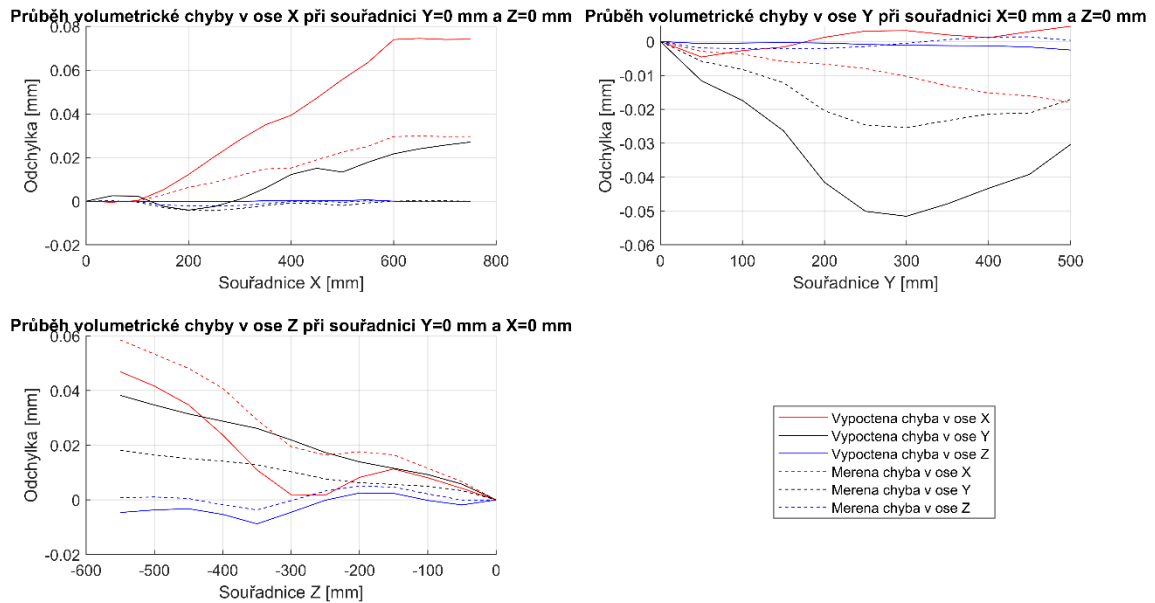 Průběh volumetrické chyby v ose X při souřadnici Y=0 mm a Z=0 mm
0.08
0.06
0.04
0.02
0
-0.02
Odchylka [mm]
0 200 400 600 800
Souřadnice X [mm]
Průběh volumetrické chyby v ose Y při souřadnici X=0 mm a Z=0 mm
0
-0.01
-0.02
-0.03
-0.04
-0.05
-0.06
Odchylka [mm]
0 100 200 300 400 500
Souřadnice Y [mm]
Průběh volumetrické chyby v ose Z při souřadnici Y=0 mm a X=0 mm
0.06
0.04
0.02
0
-0.02
Odchylka [mm]
-600 -500 -400 -300 -200 -100 0
Souřadnice Z [mm]
Vypoctena chyba v ose X
Vypoctena chyba v ose Y
Vypoctena chyba v ose Z
Merena chyba v ose X
Merena chyba v ose Y
Merena chyba v ose Z